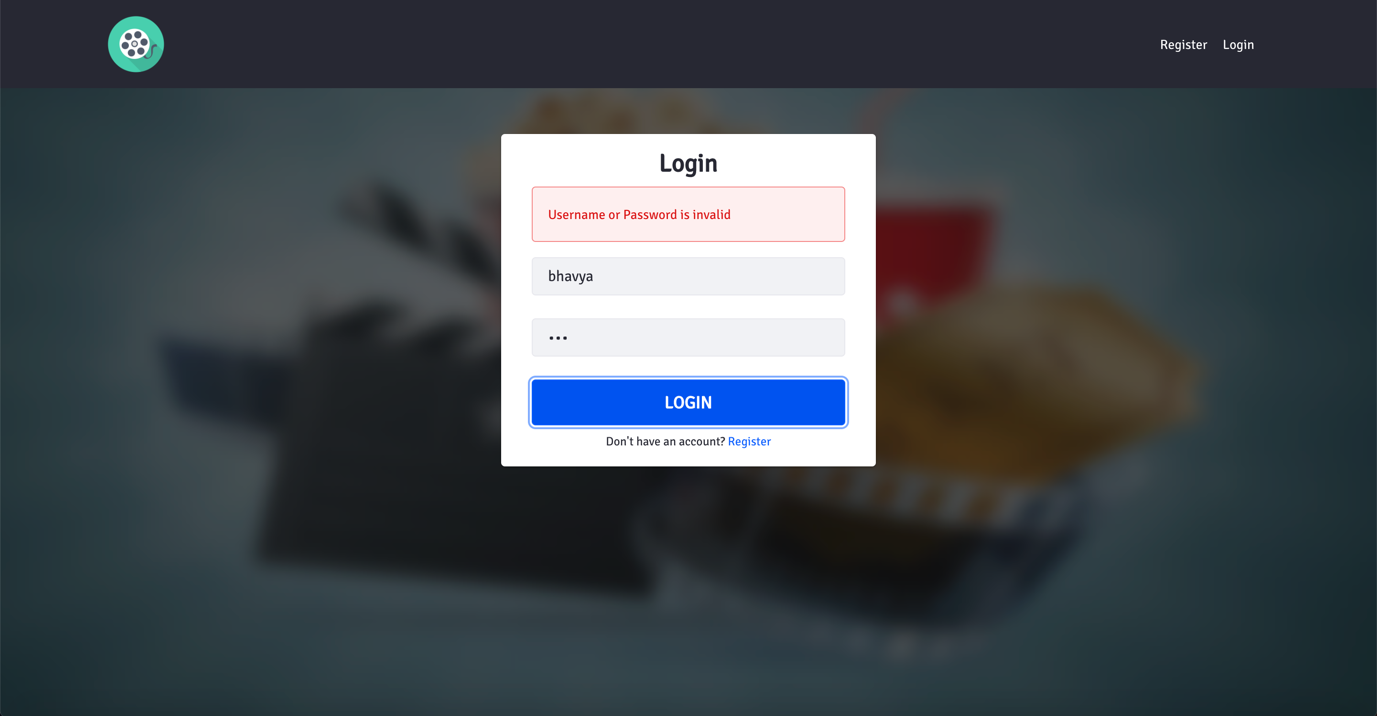 Register Login
Login
Username or Password is invalid
bhavya
•••
LOGIN
Don't have an account? Register